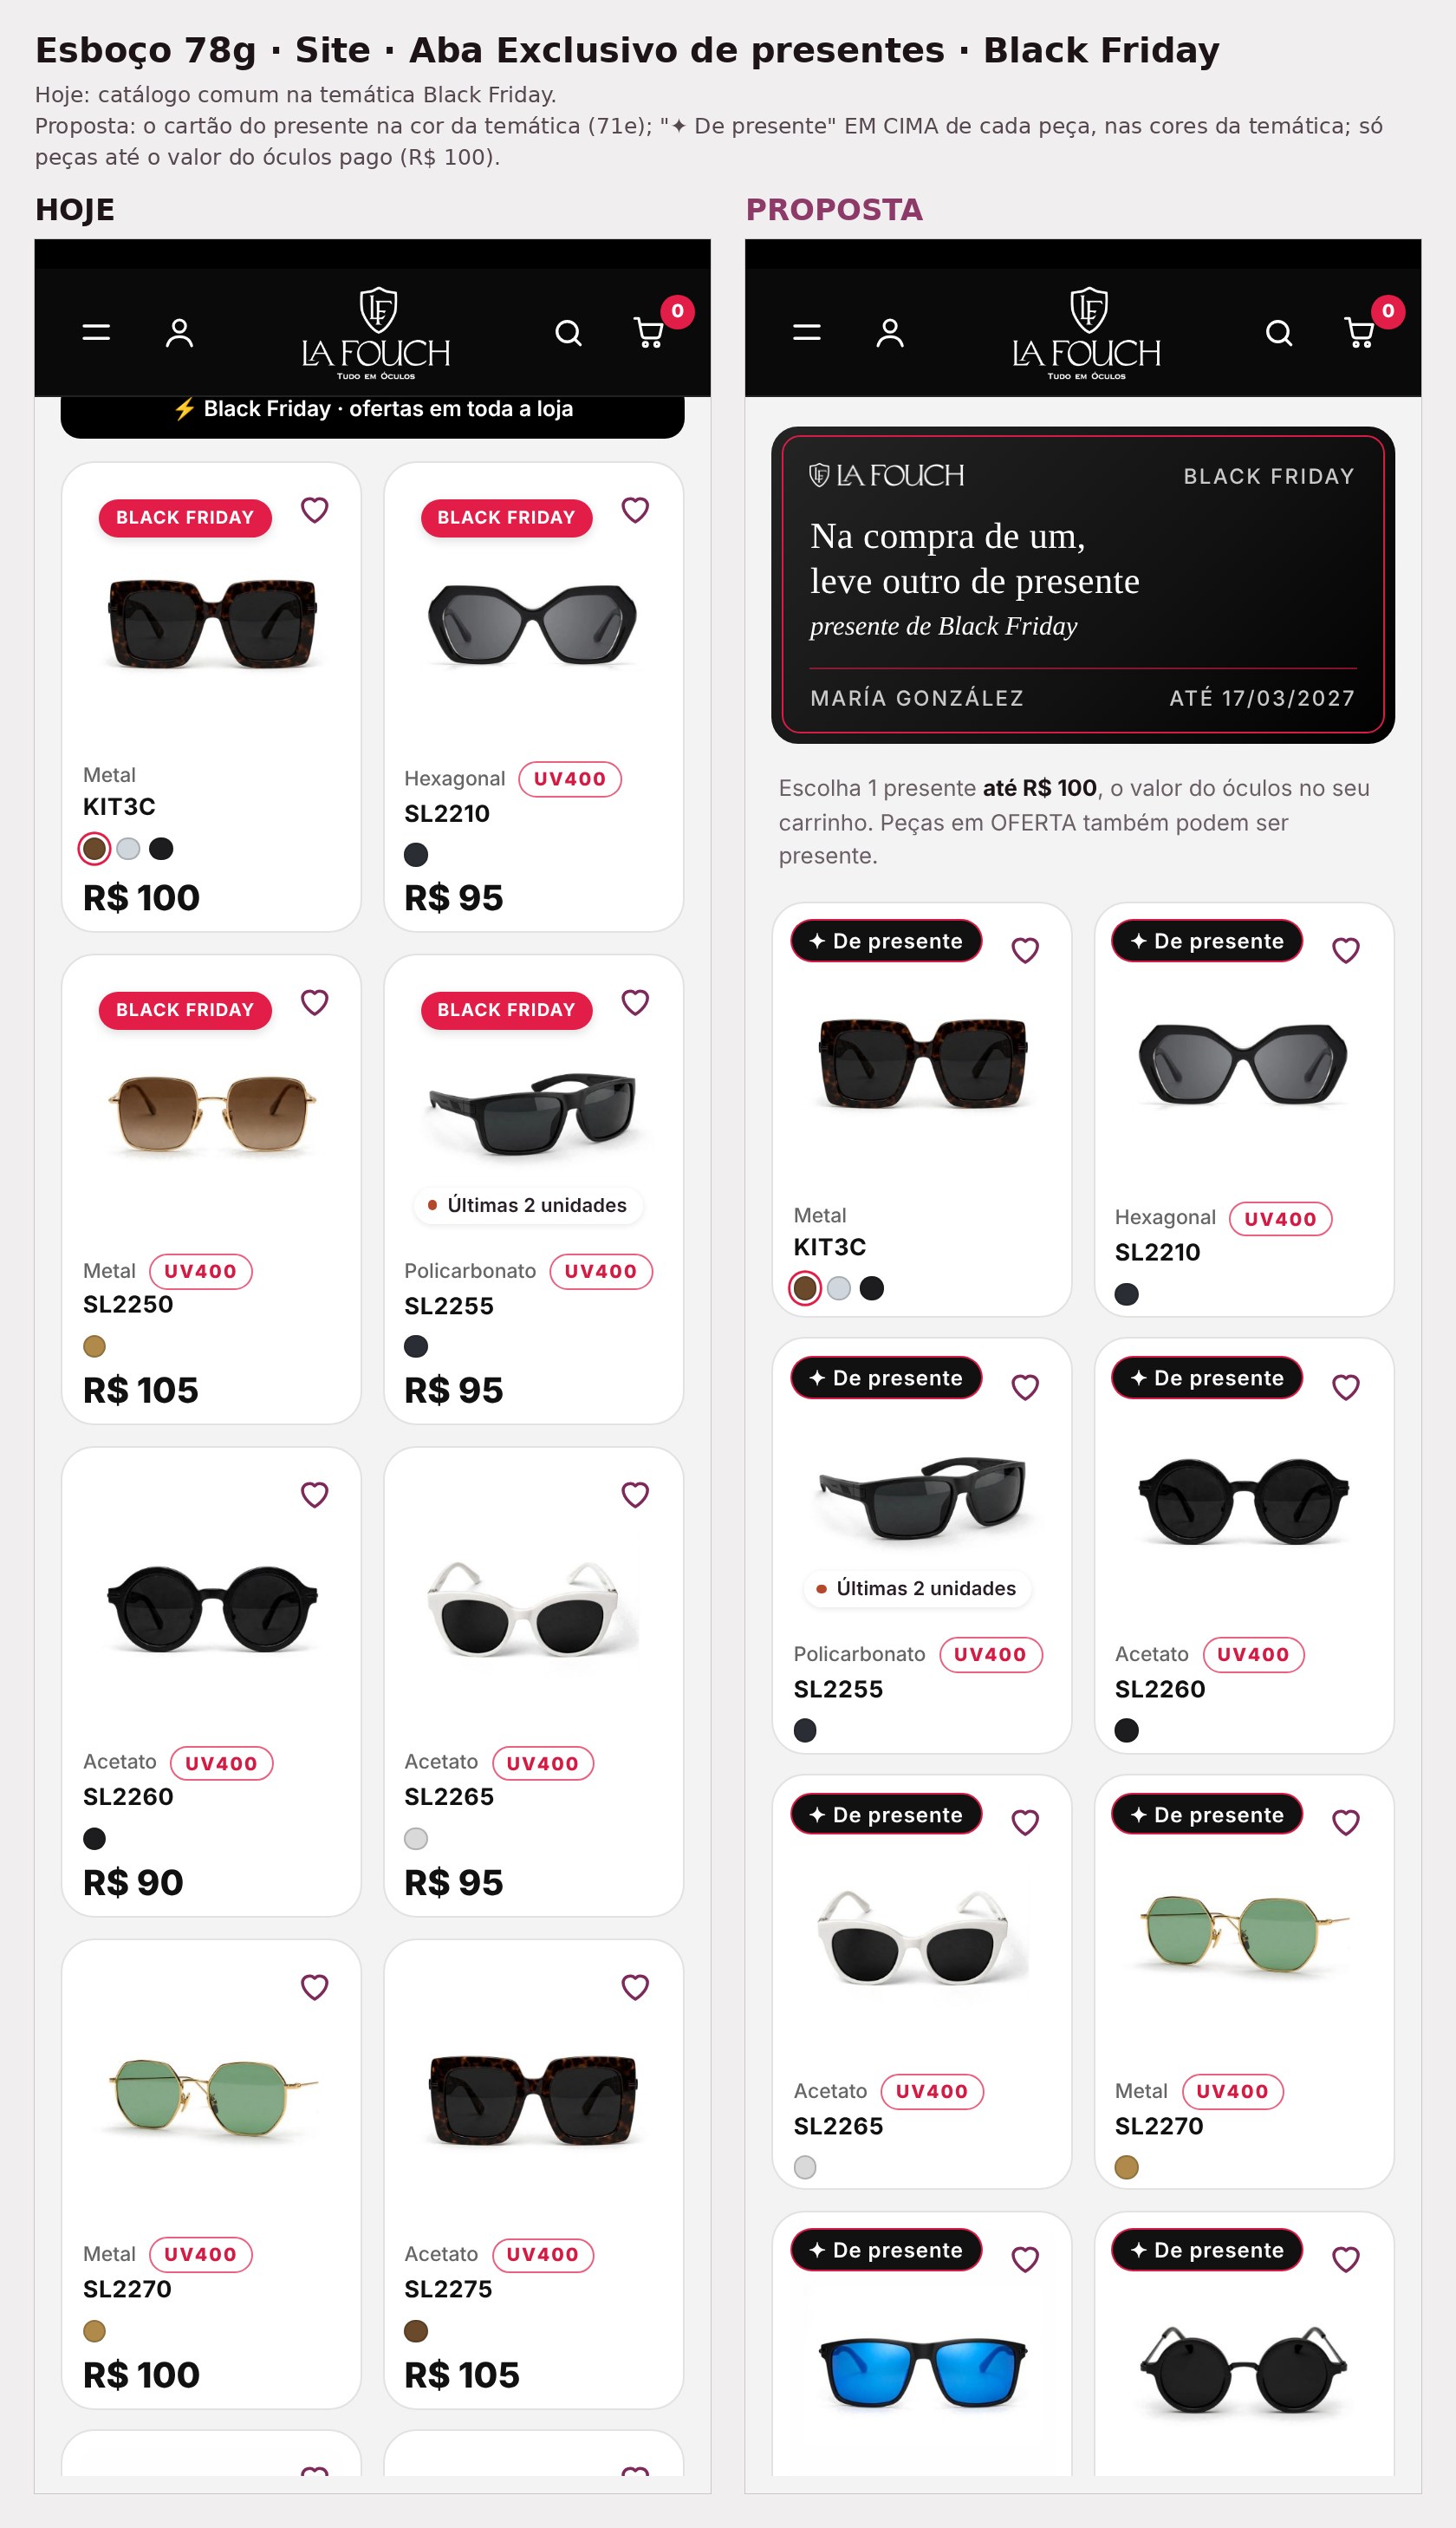 Esboço 78g · Site · Aba Exclusivo de presentes · Black Friday
Hoje: catálogo comum na temática Black Friday.
Proposta: o cartão do presente na cor da temática (71e); "✦ De presente" EM CIMA de cada peça, nas cores da temática; só
peças até o valor do óculos pago (R$ 100).
HOJE
LF
LA FOUCH
TUDO EM ÓCULOS
0
⚡ Black Friday · ofertas em toda a loja
BLACK FRIDAY
Metal
KIT3C
R$ 100
BLACK FRIDAY
Hexagonal UV400
SL2210
R$ 95
BLACK FRIDAY
Metal UV400
SL2250
R$ 105
BLACK FRIDAY
Últimas 2 unidades
Policarbonato UV400
SL2255
R$ 95
Acetato UV400
SL2260
R$ 90
Acetato UV400
SL2265
R$ 95
Metal UV400
SL2270
R$ 100
Acetato UV400
SL2275
R$ 105
PROPOSTA
LF
LA FOUCH
TUDO EM ÓCULOS
0
LA FOUCH
BLACK FRIDAY
Na compra de um,
leve outro de presente
presente de Black Friday
MARÍA GONZÁLEZ
ATÉ 17/03/2027
Escolha 1 presente até R$ 100, o valor do óculos no seu
carrinho. Peças em OFERTA também podem ser
presente.
✦ De presente
Metal
KIT3C
✦ De presente
Hexagonal UV400
SL2210
✦ De presente
Últimas 2 unidades
Policarbonato UV400
SL2255
✦ De presente
Acetato UV400
SL2260
✦ De presente
Acetato UV400
SL2265
✦ De presente
Metal UV400
SL2270
✦ De presente
✦ De presente